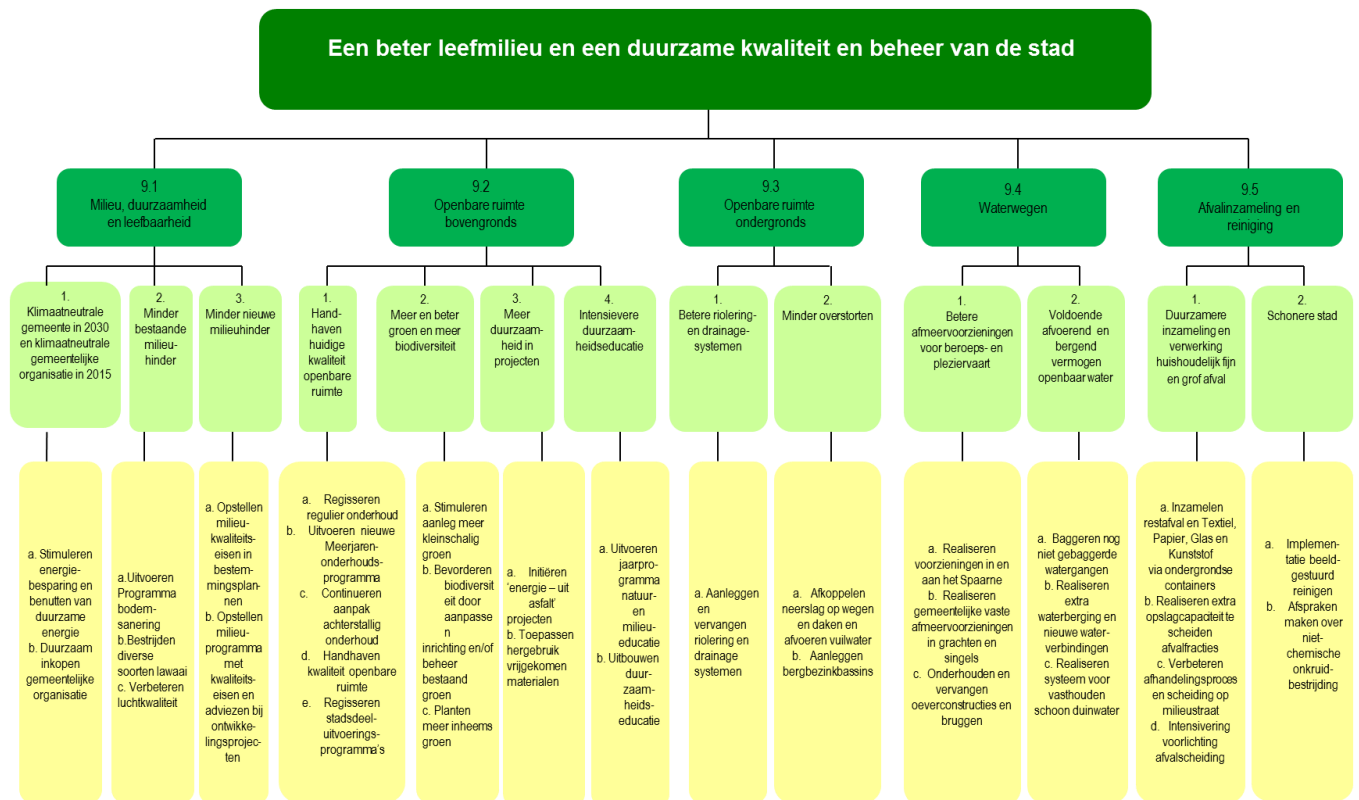 Een beter leefmilieu en een duurzame kwaliteit en beheer van de stad
9.1
Milieu, duurzaamheid
en leefbaarheid
9.2
Openbare ruimte
bovengronds
9.3
Openbare ruimte
ondergronds
9.4
Waterwegen
9.5
Afvalinzameling en
reiniging
1.
Klimaatneutrale
gemeente in 2030
en klimaatneutrale
gemeentelijke
organisatie in 2015
2.
Minder
bestaande
milieu-
hinder
3.
Minder nieuwe
milieuhinder
1.
Hand-
haven
huidige
kwaliteit
openbare
ruimte
2.
Meer en beter
groen en meer
biodiversiteit
3.
Meer
duurzaam-
heid in
projecten
4.
Intensievere
duurzaam-
heidseducatie
1.
Betere riolering-
en drainage-
systemen
2.
Minder overstorten
1.
Betere
afmeervoorzieningen
voor beroeps- en
pleziervaart
2.
Voldoende
afvoerend en
bergend
vermogen
openbaar water
1.
Duurzamere
inzameling en
verwerking
huishoudelijk fijn
en grof afval
2.
Schonere stad
a. Stimuleren
energie-
besparing en
benutten van
duurzame
energie
b. Duurzaam
inkopen
gemeentelijke
organisatie
a.Uitvoeren
Programma
bodem-
sanering
b.Bestrijden
diverse
soorten lawaai
c. Verbeteren
luchtkwaliteit
a. Opstellen
milieu-
kwaliteits-
eisen in
bestem-
mingsplan-
nen
b. Opstellen
milieu-
programma
met
kwaliteits-
eisen en
adviezen bij
ontwikke-
lingsprojec-
ten
a. Regisseren
regulier onderhoud
b. Uitvoeren nieuwe
Meerjaren-
onderhouds-
programma
c. Continueren
aanpak
achterstallig
onderhoud
d. Handhaven
kwaliteit openbare
ruimte
e. Regisseren
stadsdeel-
uitvoerings-
programma's
a. Stimuleren
aanleg meer
kleinschalig
groen
b. Bevorderen
biodiversit
eit door
aanpasse
n
inrichting en/of
beheer
bestaand
groen
c. Planten
meer inheems
groen
a. Initiëren
'energie – uit
asfalt'
projecten
b. Toepassen
hergebruik
vrijgekomen
materialen
a. Uitvoeren
jaarprogra
mma
natuur-
en
milieu-
educatie
b. Uitbouwen
duur-
zaam-
heids-
educatie
a. Aanleggen
en
vervangen
riolering en
drainage
systemen
a. Afkoppelen
neerslag op wegen
en daken en
afvoeren vuilwater
b. Aanleggen
bergbezinkbassins
a. Realiseren
voorzieningen in en
aan het Spaarne
b. Realiseren
gemeentelijke vaste
afmeervoorzieningen
in grachten en
singels
c. Onderhouden en
vervangen
oeverconstructies en
bruggen
a. Baggeren nog
niet gebaggerde
watergangen
b. Realiseren
extra
waterberging en
nieuwe water-
verbindingen
c. Realiseren
systeem voor
vasthouden
schoon duinwater
a. Inzamelen
restafval en Textiel,
Papier, Glas en
Kunststof
via ondergrondse
containers
b. Realiseren extra
opslagcapaciteit te
scheiden
afvalfracties
c. Verbeteren
afhandelingsproces
en scheiding op
milieustraat
d. Intensivering
voorlichting
afvalscheiding
a. Implemen-
tatie beeld-
gestuurd
reinigen
b. Afspraken
maken over
niet-
chemische
onkruid-
bestrijding